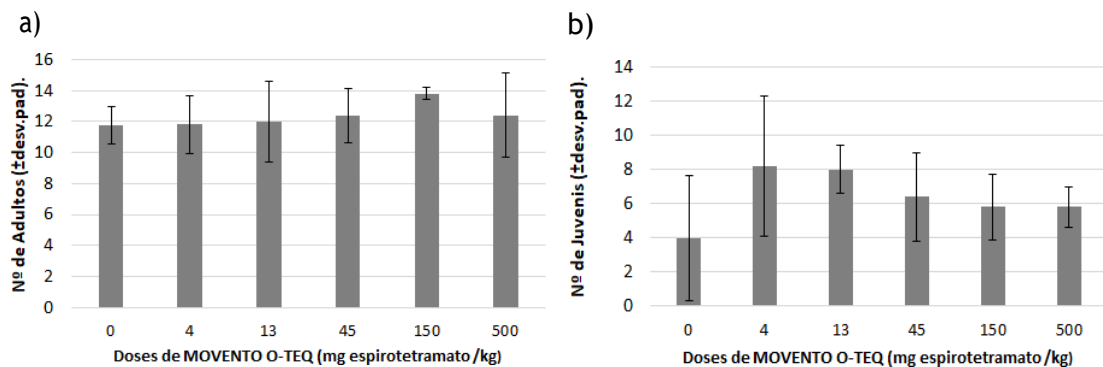 a)
Nº de Adultos (±desv.pad).
16
14
12
10
8
6
4
2
0
0 4 13 45 150 500
Doses de MOVENTO O-TEQ (mg espirotetramato /kg)
b)
Nº de Juvenis (±desv.pad).
14
12
10
8
6
4
2
0
0 4 13 45 150 500
Doses de MOVENTO O-TEQ (mg espirotetramato /kg)